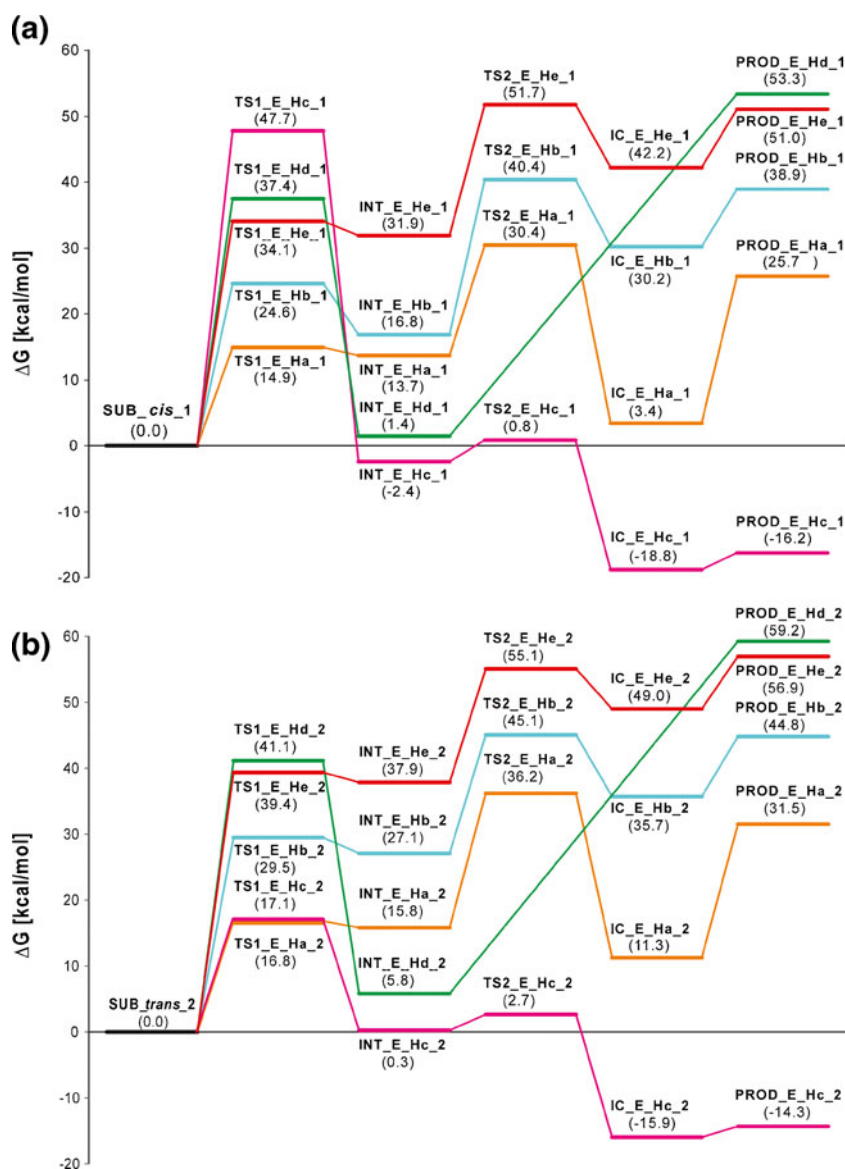 (a)
60
50
40
30
20
10
0
-10
-20
ΔG [kcal/mol]
SUB_cis_1
(0.0)
TS1_E_Hc_1
(47.7)
TS1_E_Hd_1
(37.4)
TS1_E_He_1
(34.1)
TS1_E_Hb_1
(24.6)
TS1_E_Ha_1
(14.9)
INT_E_He_1
(31.9)
INT_E_Hb_1
(16.8)
INT_E_Ha_1
(13.7)
INT_E_Hd_1
(1.4)
INT_E_Hc_1
(-2.4)
TS2_E_He_1
(51.7)
TS2_E_Hb_1
(40.4)
TS2_E_Ha_1
(30.4)
TS2_E_Hc_1
(0.8)
IC_E_He_1
(42.2)
IC_E_Hb_1
(30.2)
IC_E_Ha_1
(3.4)
IC_E_Hc_1
(-18.8)
PROD_E_Hd_1
(53.3)
PROD_E_He_1
(51.0)
PROD_E_Hb_1
(38.9)
PROD_E_Ha_1
(25.7 )
PROD_E_Hc_1
(-16.2)
(b)
60
50
40
30
20
10
0
-10
-20
ΔG [kcal/mol]
SUB_trans_2
(0.0)
TS1_E_Hd_2
(41.1)
TS1_E_He_2
(39.4)
TS1_E_Hb_2
(29.5)
TS1_E_Hc_2
(17.1)
TS1_E_Ha_2
(16.8)
INT_E_He_2
(37.9)
INT_E_Hb_2
(27.1)
INT_E_Ha_2
(15.8)
INT_E_Hd_2
(5.8)
INT_E_Hc_2
(0.3)
TS2_E_He_2
(55.1)
TS2_E_Hb_2
(45.1)
TS2_E_Ha_2
(36.2)
TS2_E_Hc_2
(2.7)
IC_E_He_2
(49.0)
IC_E_Hb_2
(35.7)
IC_E_Ha_2
(11.3)
IC_E_Hc_2
(-15.9)
PROD_E_Hd_2
(59.2)
PROD_E_He_2
(56.9)
PROD_E_Hb_2
(44.8)
PROD_E_Ha_2
(31.5)
PROD_E_Hc_2
(-14.3)